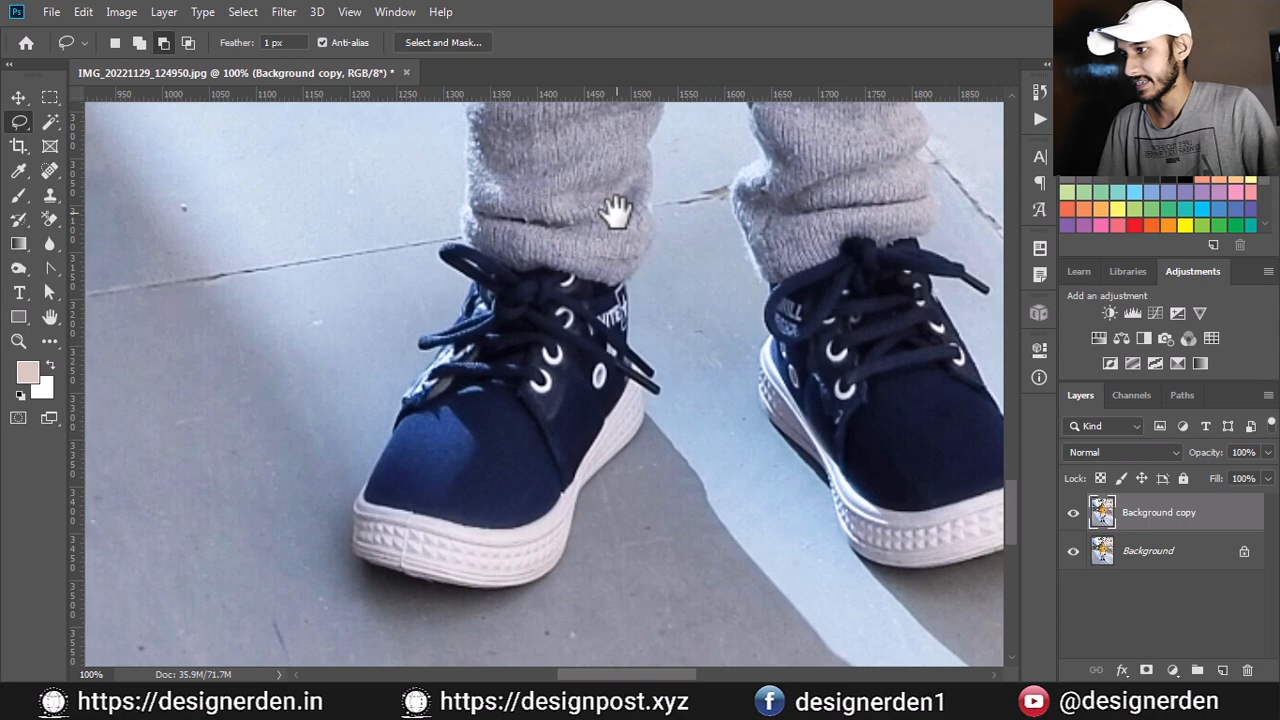 Ps File Edit Image Layer Type Select Filter 3D View Window Help
Feather: 1 px Anti-alias Select and Mask...
IMG_20221129_124950.jpg @ 100% (Background copy, RGB/8*) * ×
950 1000 1050 1100 1150 1200 1250 1300 1350 1400 1450 1500 1550 1600 1650 1700 1750 1800 1850
Learn Libraries Adjustments
Add an adjustment
Layers Channels Paths
Kind
Normal Opacity: 100%
Lock: Fill: 100%
Background copy
Background
100% Doc: 35.9M/71.7M
https://designerden.in https://designpost.xyz designerden1 @designerden